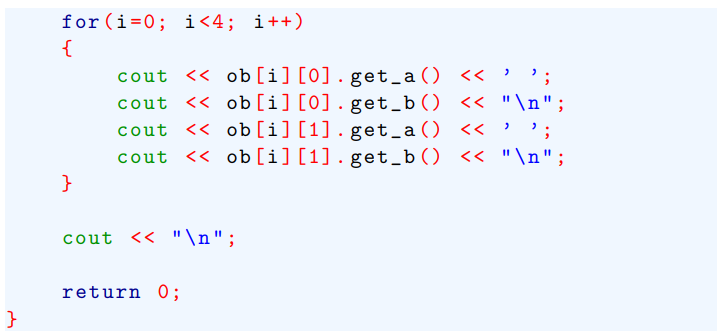 for(i=0; i<4; i++)
{
cout << ob[i][0].get_a() << ’ ’;
cout << ob[i][0].get_b() << "\n";
cout << ob[i][1].get_a() << ’ ’;
cout << ob[i][1].get_b() << "\n";
}
cout << "\n";
return 0;
}